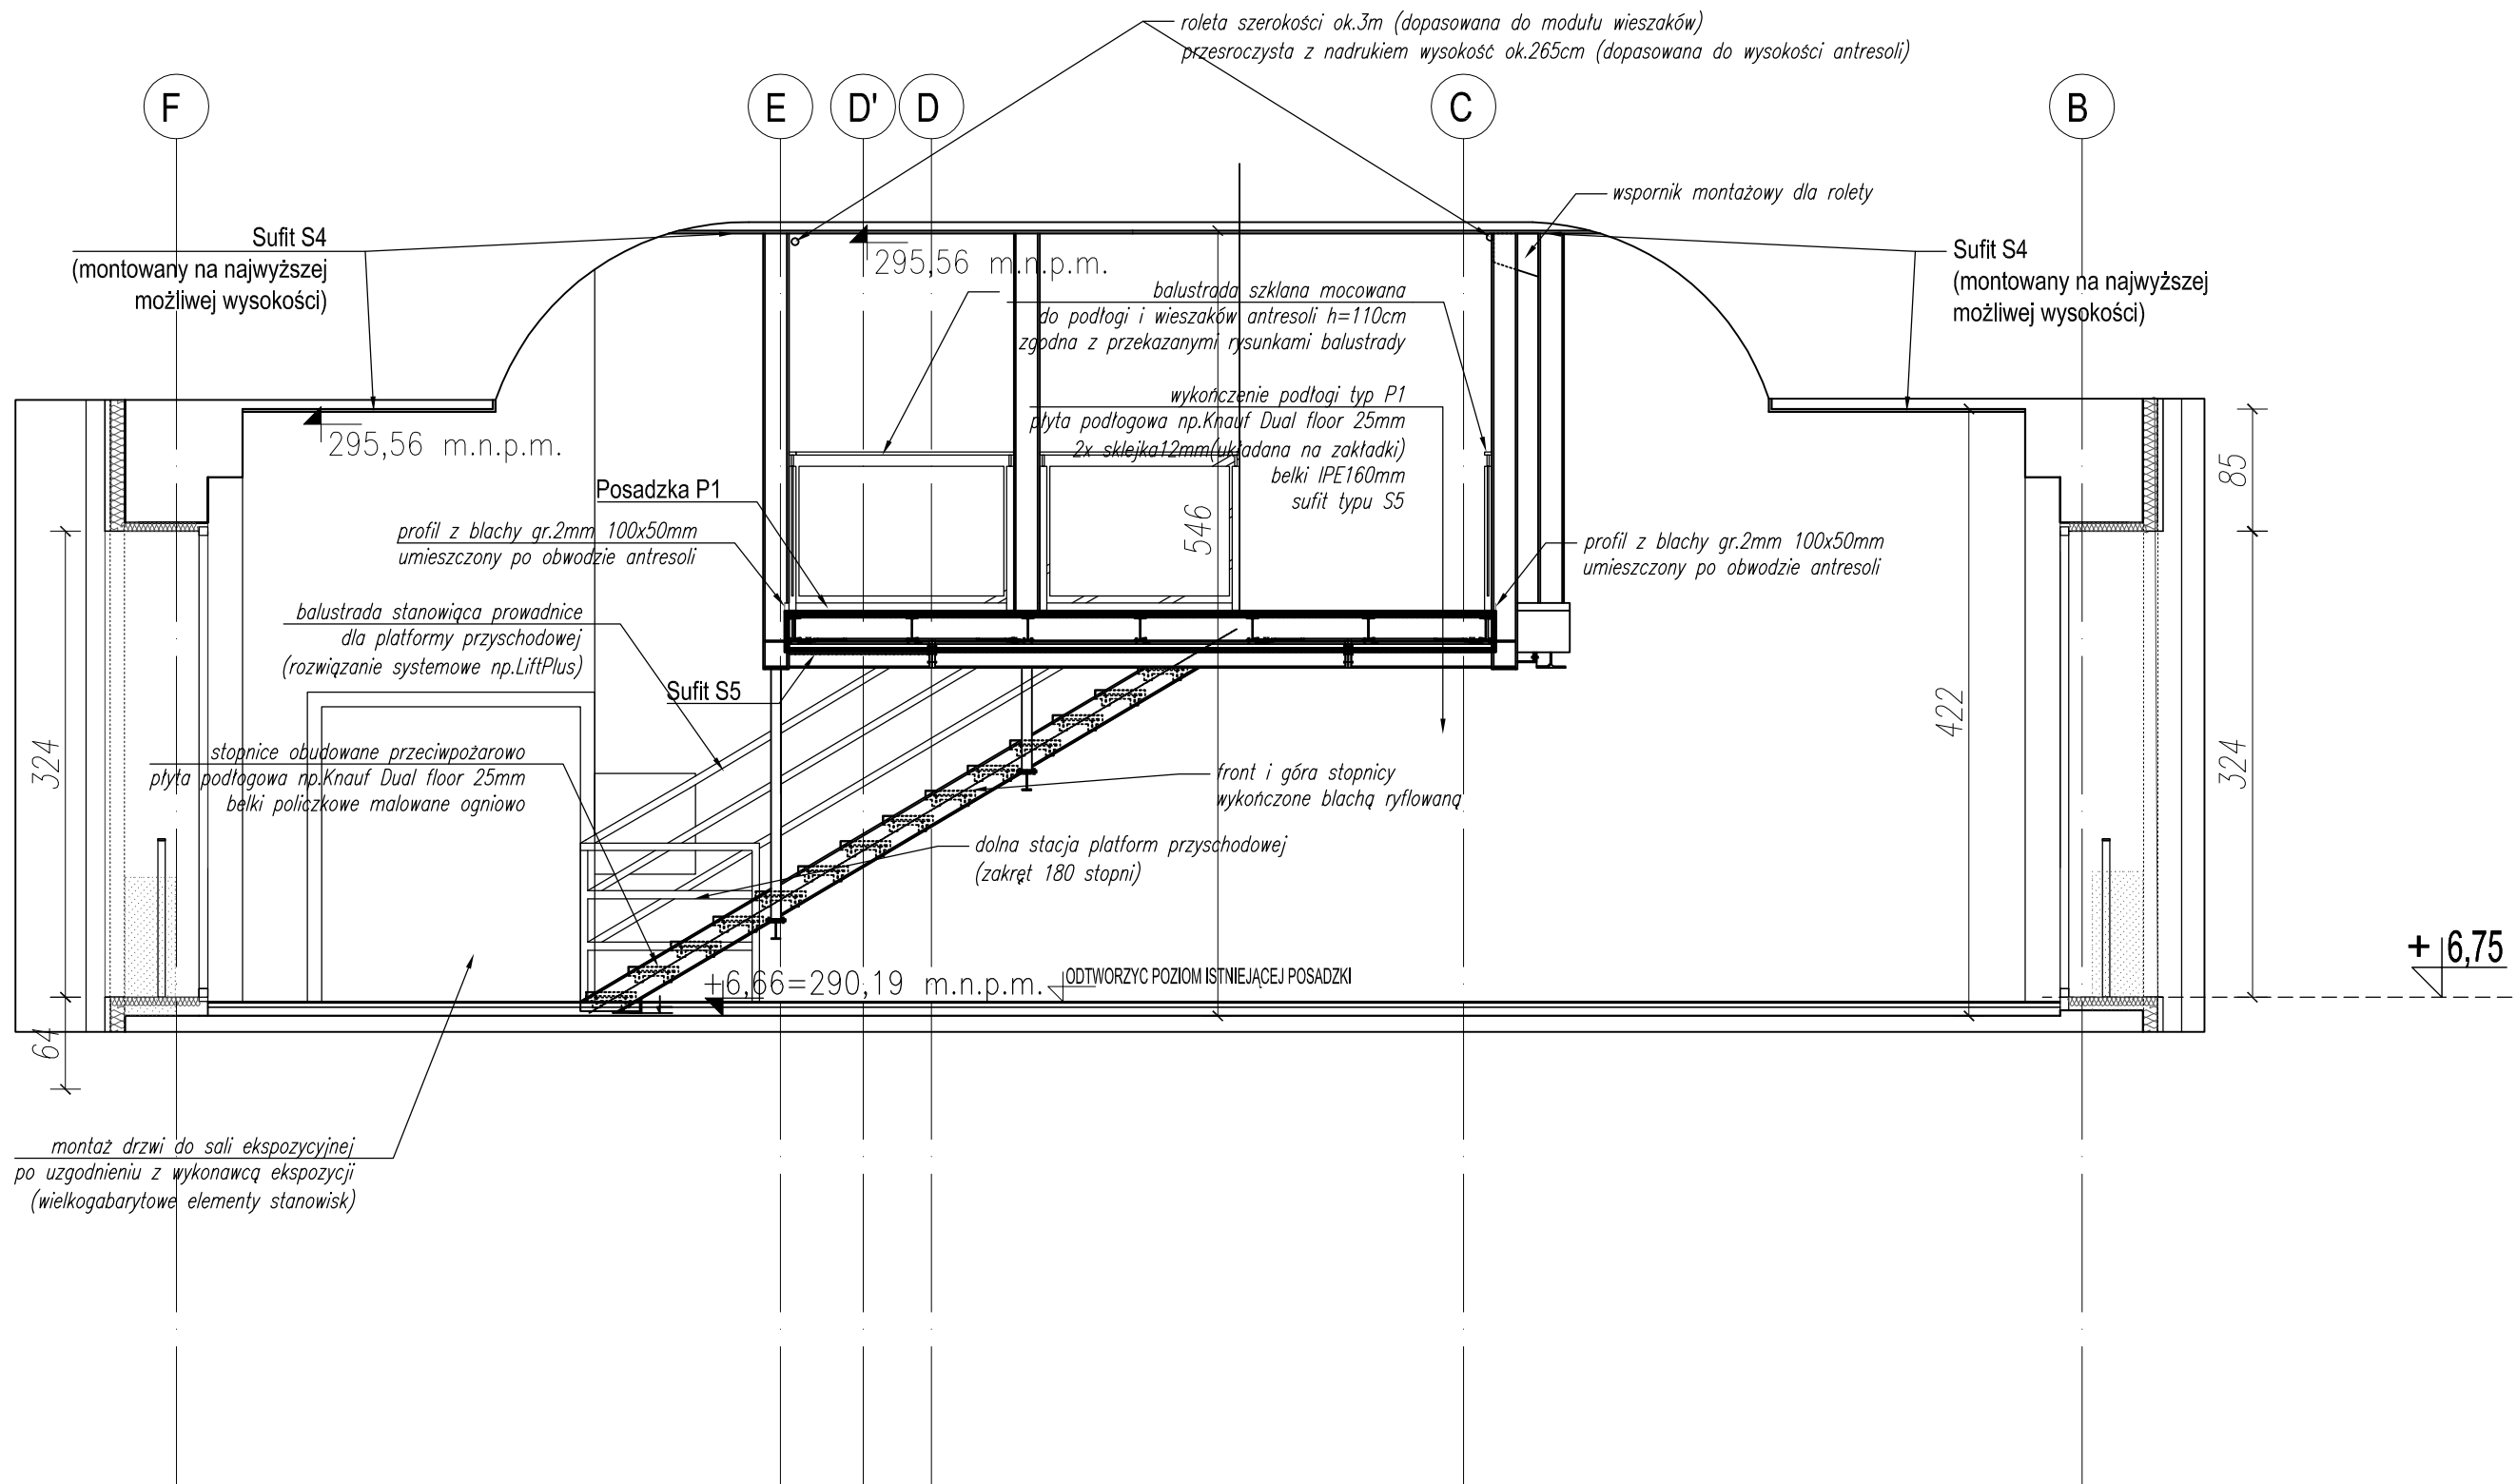 roleta szerokości ok.3m (dopasowana do modułu wieszaków)
przesroczysta z nadrukiem wysokość ok.265cm (dopasowana do wysokości antresoli)
F
E
D'
D
C
B
wspornik montażowy dla rolety
Sufit S4
(montowany na najwyższej
możliwej wysokości)
295,56 m.n.p.m.
Sufit S4
(montowany na najwyższej
możliwej wysokości)
balustrada szklana mocowana
do podłogi i wieszaków antresoli h=110cm
zgodna z przekazanymi rysunkami balustrady
295,56 m.n.p.m.
wykończenie podłogi typ P1
płyta podłogowa np.Knauf Dual floor 25mm
2x sklejka12mm(układana na zakładki)
belki IPE160mm
sufit typu S5
85
Posadzka P1
546
profil z blachy gr.2mm 100x50mm
umieszczony po obwodzie antresoli
profil z blachy gr.2mm 100x50mm
umieszczony po obwodzie antresoli
balustrada stanowiąca prowadnice
dla platformy przyschodowej
(rozwiązanie systemowe np.LiftPlus)
Sufit S5
422
324
324
stopnice obudowane przeciwpożarowo
płyta podłogowa np.Knauf Dual floor 25mm
belki policzkowe malowane ogniowo
front i góra stopnicy
wykończone blachą ryflowaną
dolna stacja platform przyschodowej
(zakręt 180 stopni)
+ 6,75
+6,66=290,19 m.n.p.m.
ODTWORZYC POZIOM ISTNIEJĄCEJ POSADZKI
64
montaż drzwi do sali ekspozycyjnej
po uzgodnieniu z wykonawcą ekspozycji
(wielkogabarytowe elementy stanowisk)